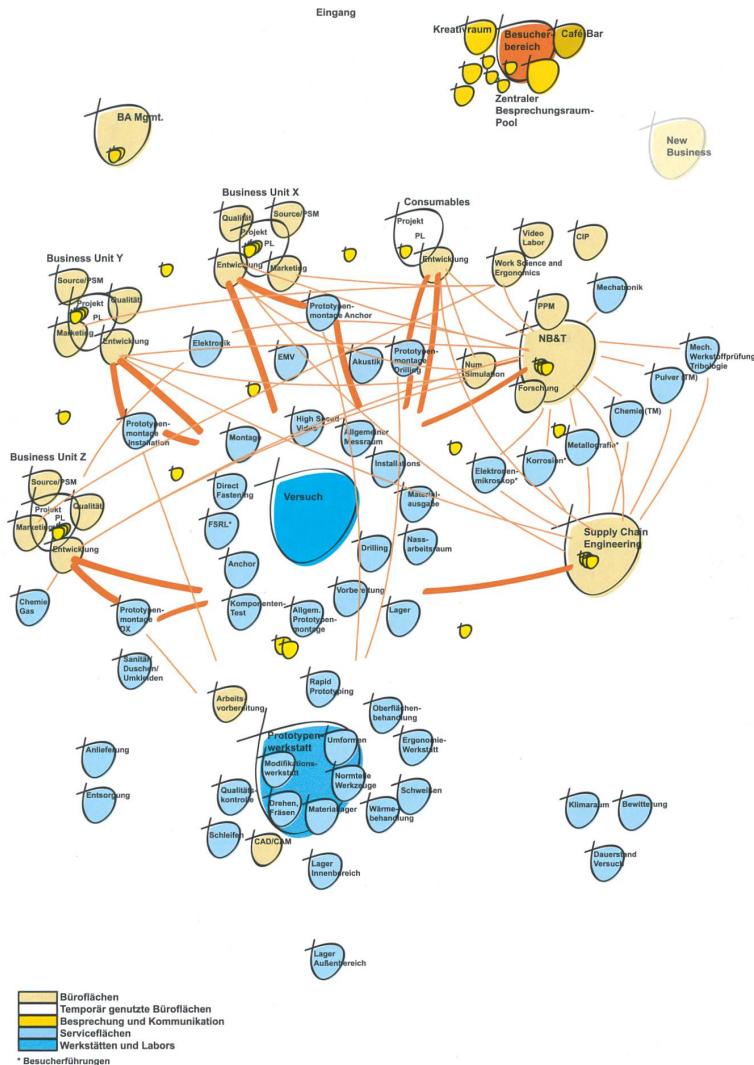 Eingang
Kreativraum
Besucher-
bereich
Café-Bar
Zentraler
Besprechungsraum-
Pool
BA Mgmt.
New
Business
Business Unit X
Qualität
Source/PSM
Projekt
PL
Entwicklung
Marketing
Consumables
Projekt
PL
Entwicklung
Video
Labor
CIP
Work Science and
Ergonomics
Mechatronik
Business Unit Y
Source/PSM
Projekt
PL
Qualität
Marketing
Entwicklung
Prototypen-
montage Anchor
PPM
NB&T
Forschung
Elektronik
EMV
Akustik
Prototypen-
montage
Drilling
Num
Simulation
Mech.
Werkstoffprüfung
Tribologie
Pulver (TM)
Chemie (TM)
Metallografie*
Korrosion*
Elektronen-
mikroskop*
Prototypen-
montage
Installation
Montage
High Speed
Video
Allgemeiner
Messraum
Installations
Business Unit Z
Source/PSM
Projekt
PL
Qualität
Marketing
Entwicklung
Direct
Fastening
Versuch
Material-
ausgabe
FSRL*
Drilling
Nass-
arbeitsraum
Supply Chain
Engineering
Anchor
Chemie
Gas
Prototypen-
montage
DX
Komponenten-
Test
Allgem.
Prototypen-
montage
Vorbereitung
Lager
Sanitär/
Duschen/
Umkleiden
Arbeits-
vorbereitung
Rapid
Prototyping
Oberflächen-
behandlung
Anlieferung
Prototypen-
werkstatt
Umformen
Ergonomie-
Werkstatt
Modifikations-
werkstatt
Normteile
Werkzeuge
Entsorgung
Qualitäts-
kontrolle
Drehen,
Fräsen
Materiallager
Wärme-
behandlung
Schweißen
Klimaraum
Bewitterung
Schleifen
CAD/CAM
Lager
Innenbereich
Dauerstand
Versuch
Lager
Außenbereich
Büroflächen
Temporär genutzte Büroflächen
Besprechung und Kommunikation
Serviceflächen
Werkstätten und Labors
* Besucherführungen